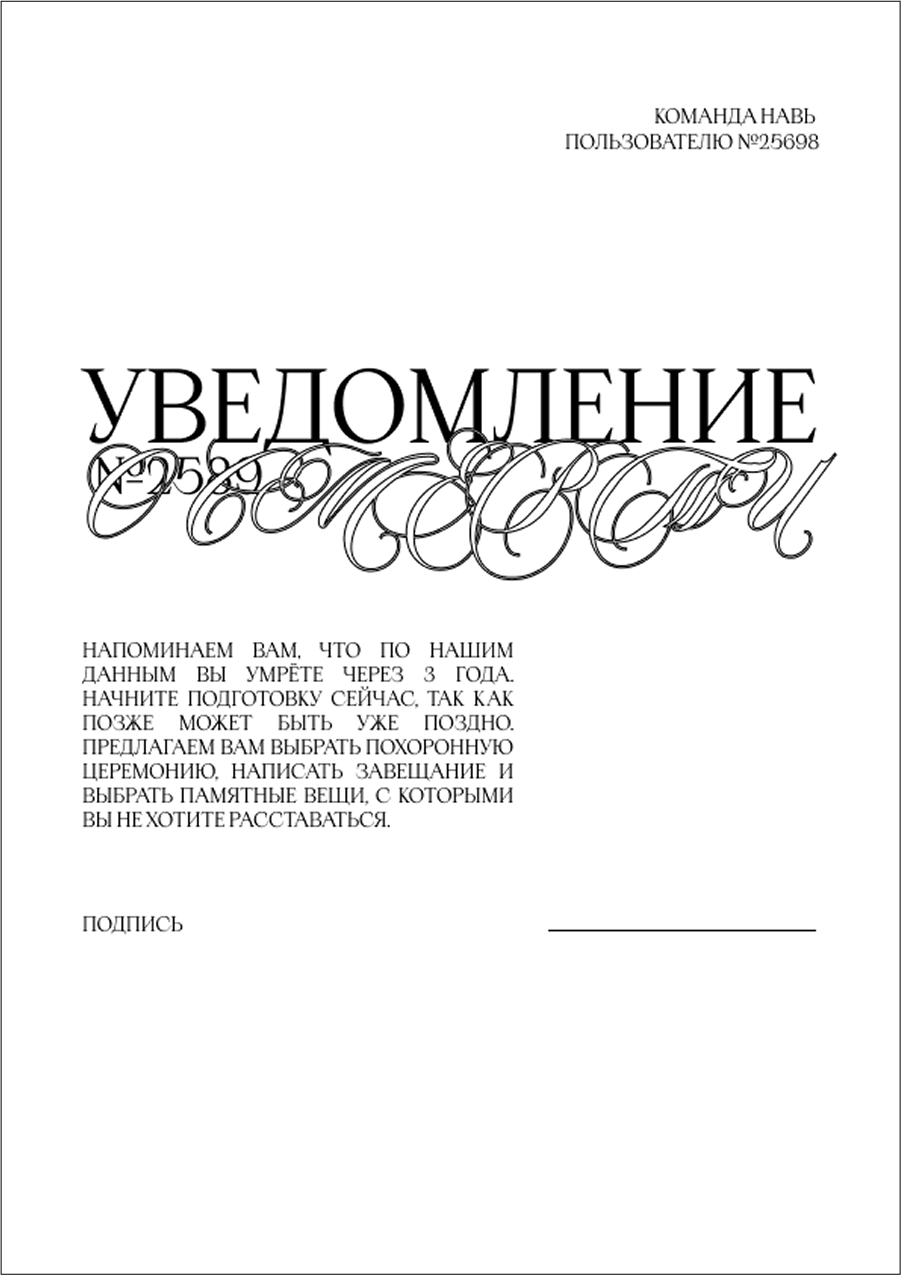 КОМАНДА НАВЬ
ПОЛЬЗОВАТЕЛЮ №25698
УВЕДОМЛЕНИЕ
№2589
О СМЕРТИ
НАПОМИНАЕМ ВАМ, ЧТО ПО НАШИМ
ДАННЫМ ВЫ УМРЁТЕ ЧЕРЕЗ 3 ГОДА.
НАЧНИТЕ ПОДГОТОВКУ СЕЙЧАС, ТАК КАК
ПОЗЖЕ МОЖЕТ БЫТЬ УЖЕ ПОЗДНО.
ПРЕДЛАГАЕМ ВАМ ВЫБРАТЬ ПОХОРОННУЮ
ЦЕРЕМОНИЮ, НАПИСАТЬ ЗАВЕЩАНИЕ И
ВЫБРАТЬ ПАМЯТНЫЕ ВЕЩИ, С КОТОРЫМИ
ВЫ НЕ ХОТИТЕ РАССТАВАТЬСЯ.
ПОДПИСЬ